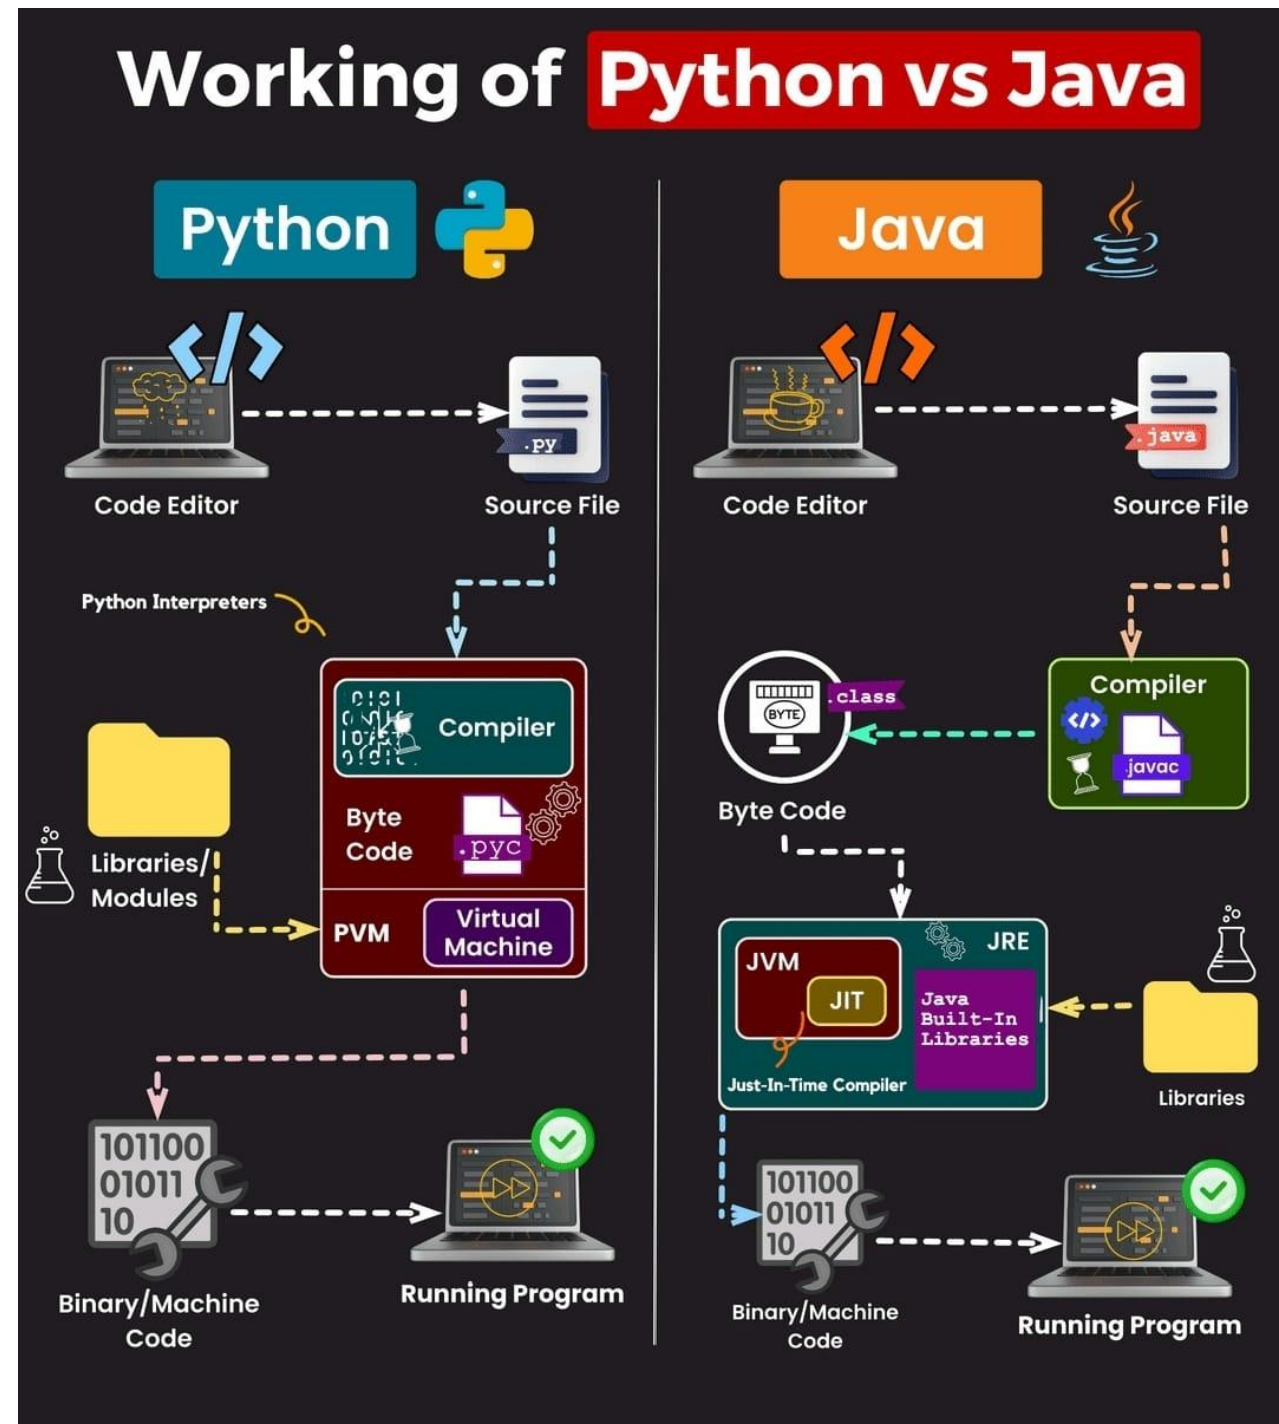 Working of Python vs Java
Python
Java
Code Editor
.py
Source File
Python Interpreters
0101
Compiler
Byte
Code
.pyc
Libraries/
Modules
PVM
Virtual
Machine
101100
01011
10
Binary/Machine
Code
Running Program
Code Editor
.java
Source File
Compiler
.javac
.class
BYTE
Byte Code
JRE
JVM
JIT
Just-In-Time Compiler
Java
Built-In
Libraries
Libraries
101100
01011
10
Binary/Machine
Code
Running Program